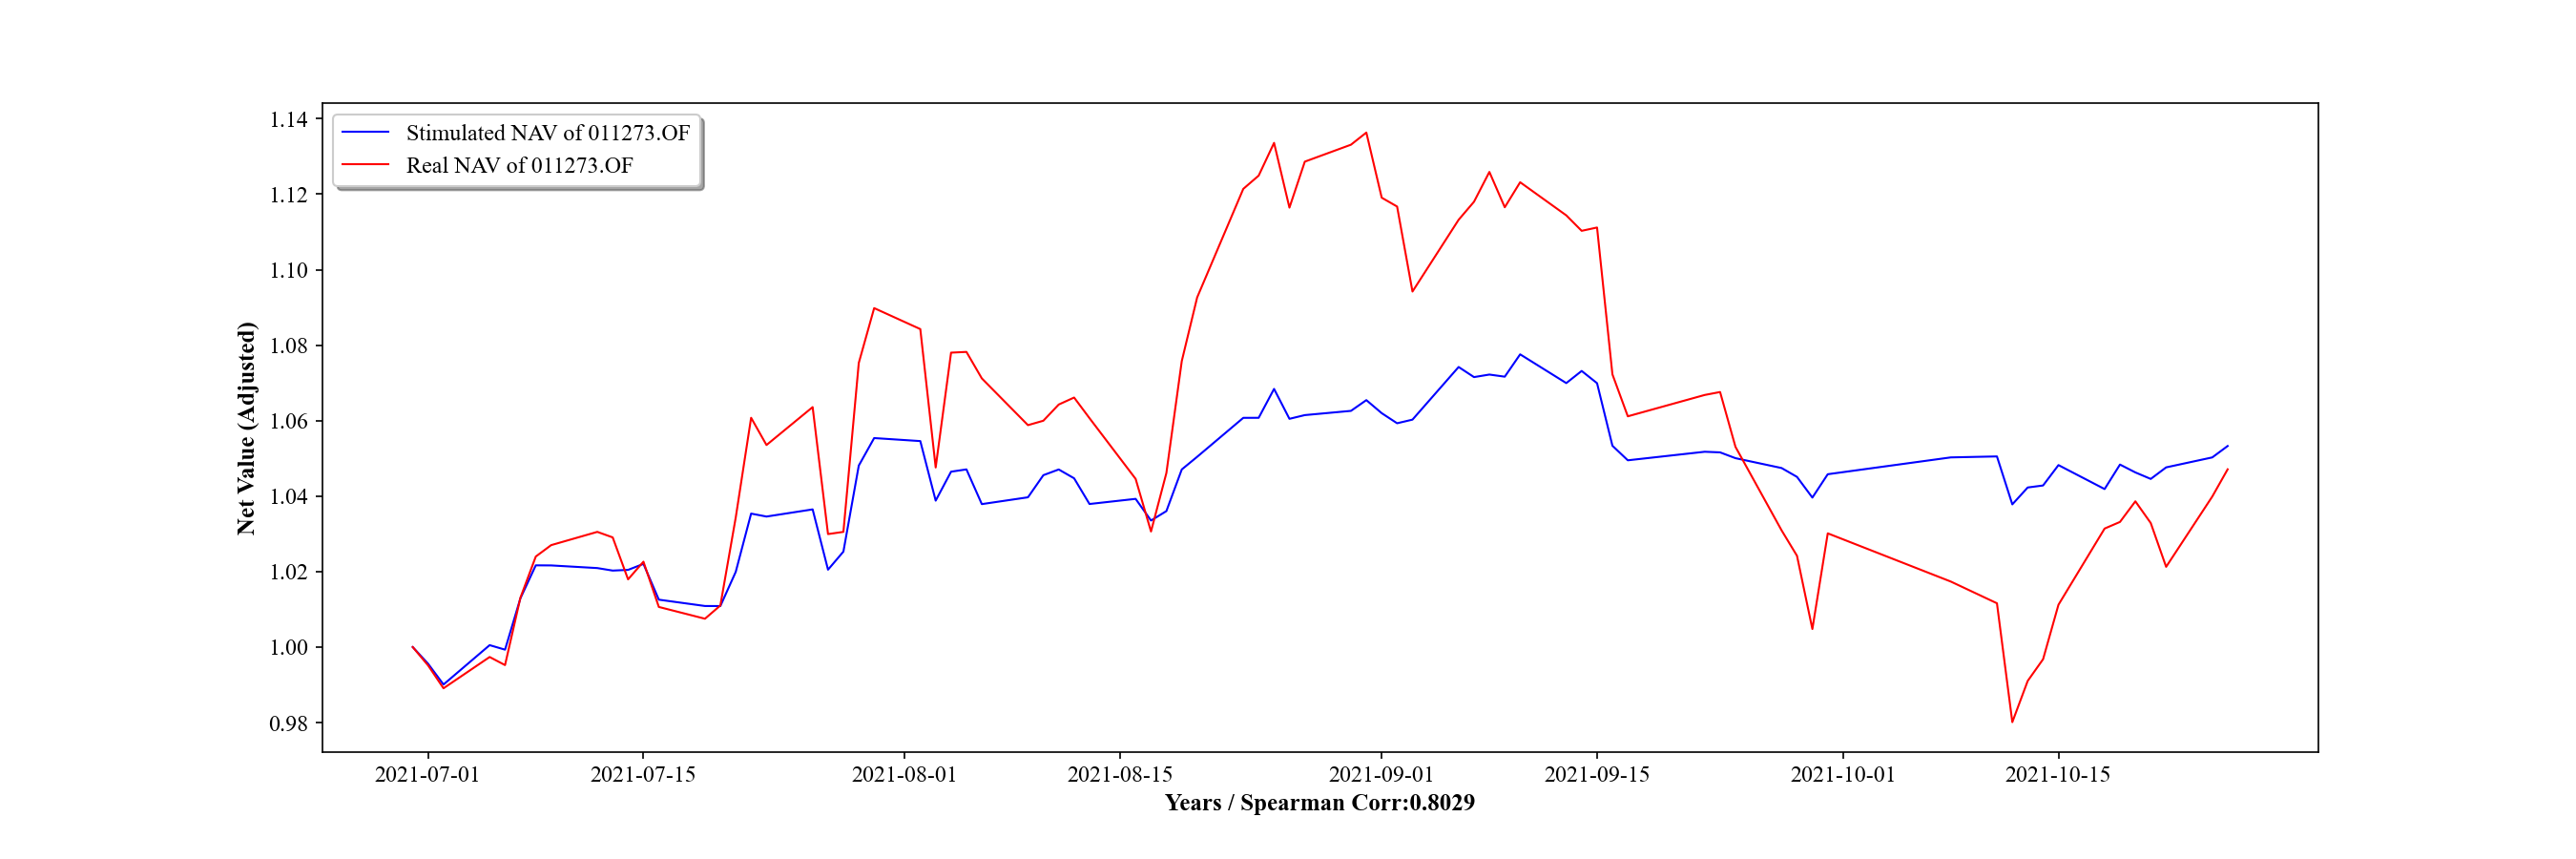 Stimulated NAV of 011273.OF
Real NAV of 011273.OF
1.14
1.12
1.10
1.08
1.06
1.04
1.02
1.00
0.98
Net Value (Adjusted)
2021-07-01 2021-07-15 2021-08-01 2021-08-15 2021-09-01 2021-09-15 2021-10-01 2021-10-15
Years / Spearman Corr:0.8029